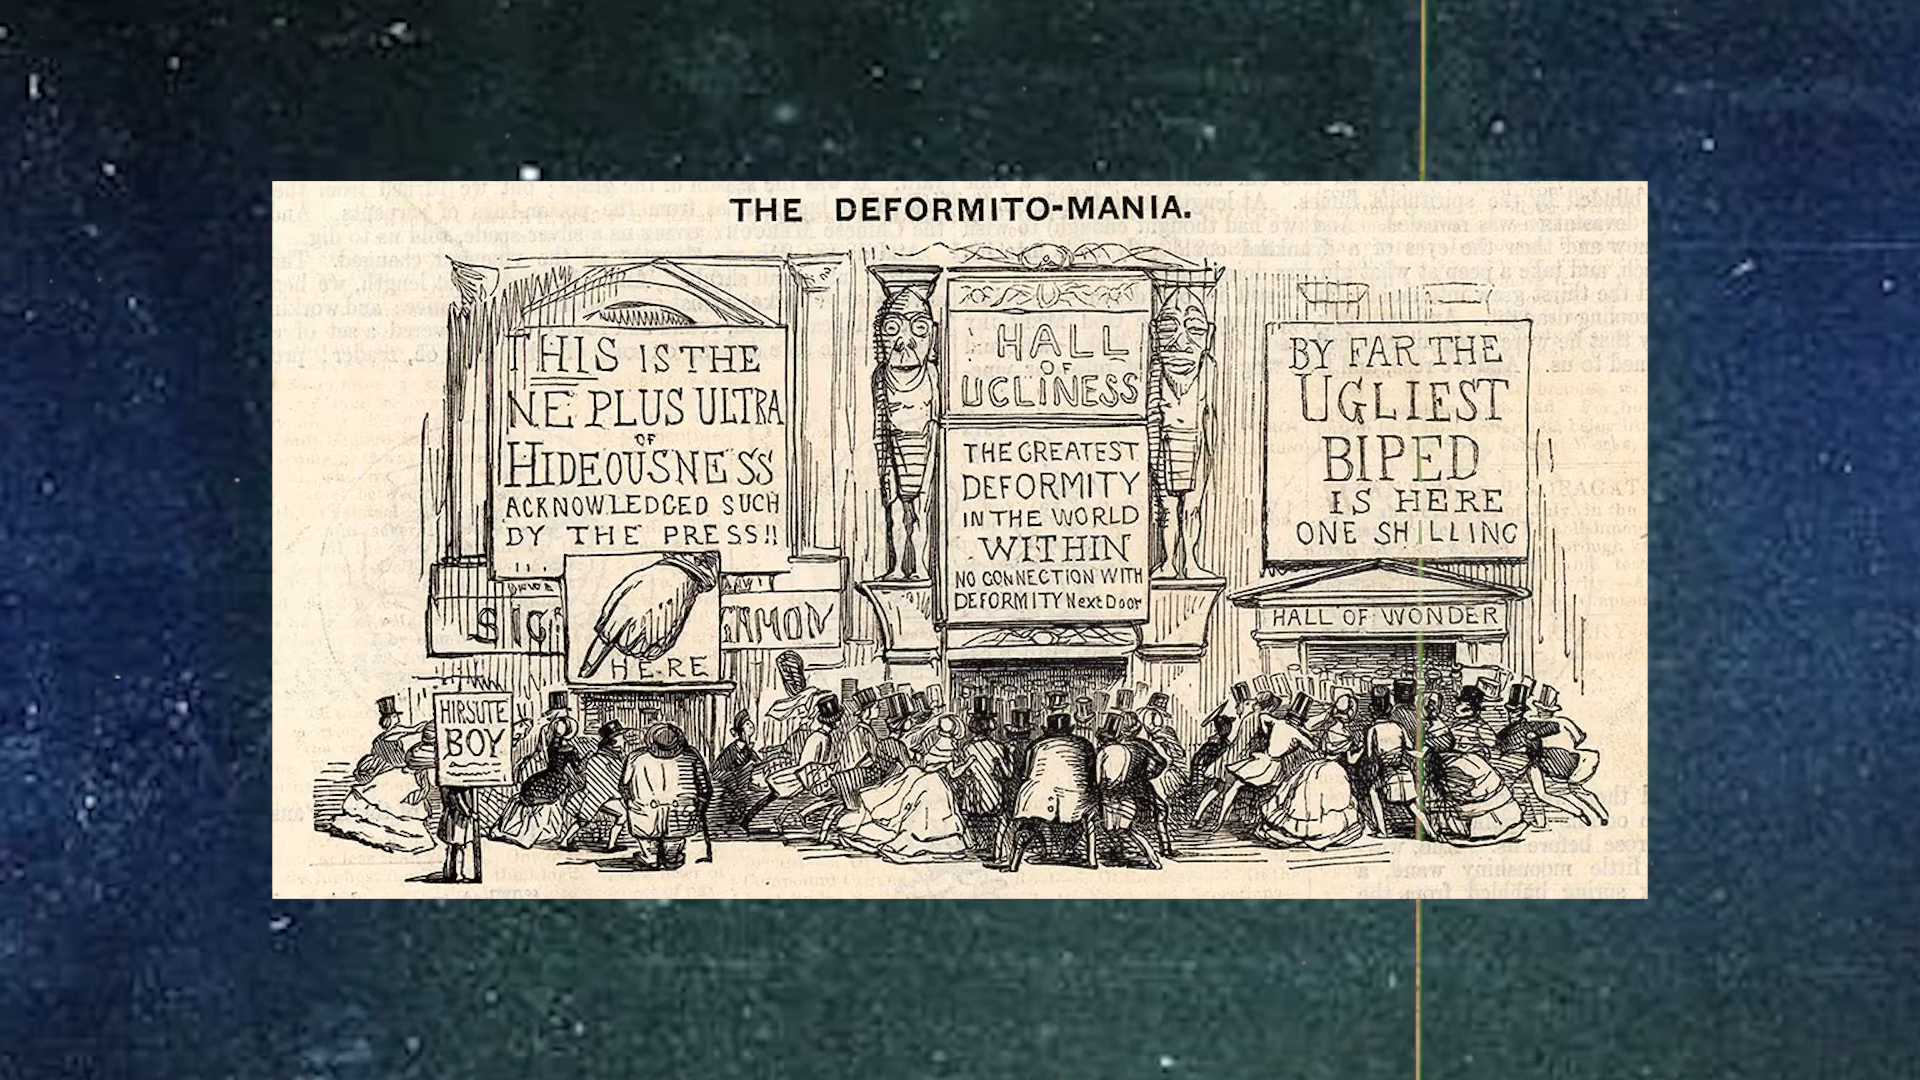 THE DEFORMITO-MANIA.
THIS IS THE
NE PLUS ULTRA
OF
HIDEOUSNESS
ACKNOWLEDGED SUCH
BY THE PRESS!!
HERE
HIRSUTE
BOY
HALL
OF
UGLINESS
THE GREATEST
DEFORMITY
IN THE WORLD
WITHIN
NO CONNECTION WITH
DEFORMITY Next Door
BY FAR THE
UGLIEST
BIPED
IS HERE
ONE SHILLING
HALL OF WONDER